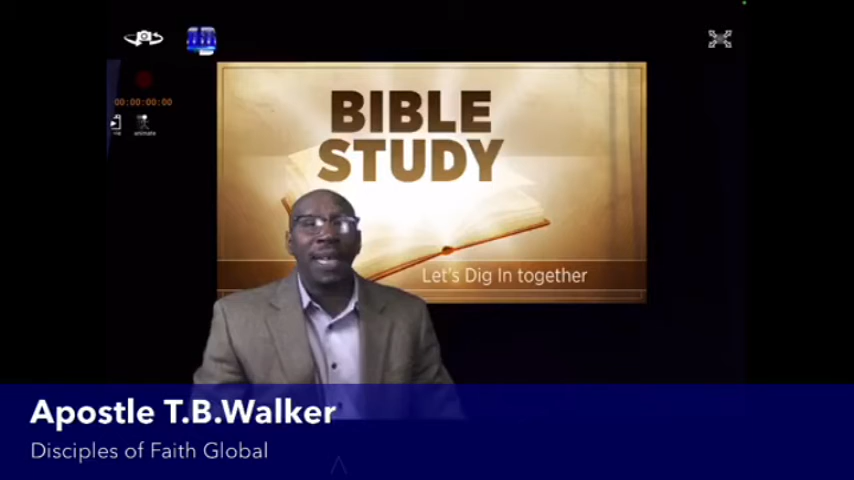 00:00:00:00
animate
BIBLE
STUDY
Let's Dig In together
Apostle T.B.Walker
Disciples of Faith Global